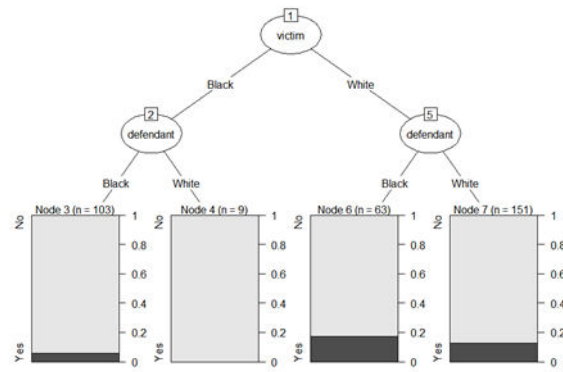 1
victim
Black White
2 5
defendant defendant
Black White Black White
Node 3 (n = 103) Node 4 (n = 9) Node 6 (n = 63) Node 7 (n = 151)
No 1 No 1 No 1 No 1
0.8 0.8 0.8 0.8
0.6 0.6 0.6 0.6
0.4 0.4 0.4 0.4
0.2 0.2 0.2 0.2
Yes 0 Yes 0 Yes 0 Yes 0